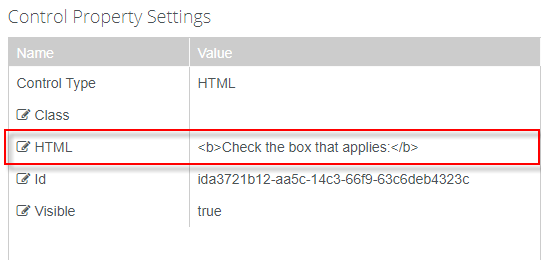 Control Property Settings
Name Value
Control Type HTML
Class
HTML <b>Check the box that applies:</b>
Id ida3721b12-aa5c-14c3-66f9-63c6deb4323c
Visible true